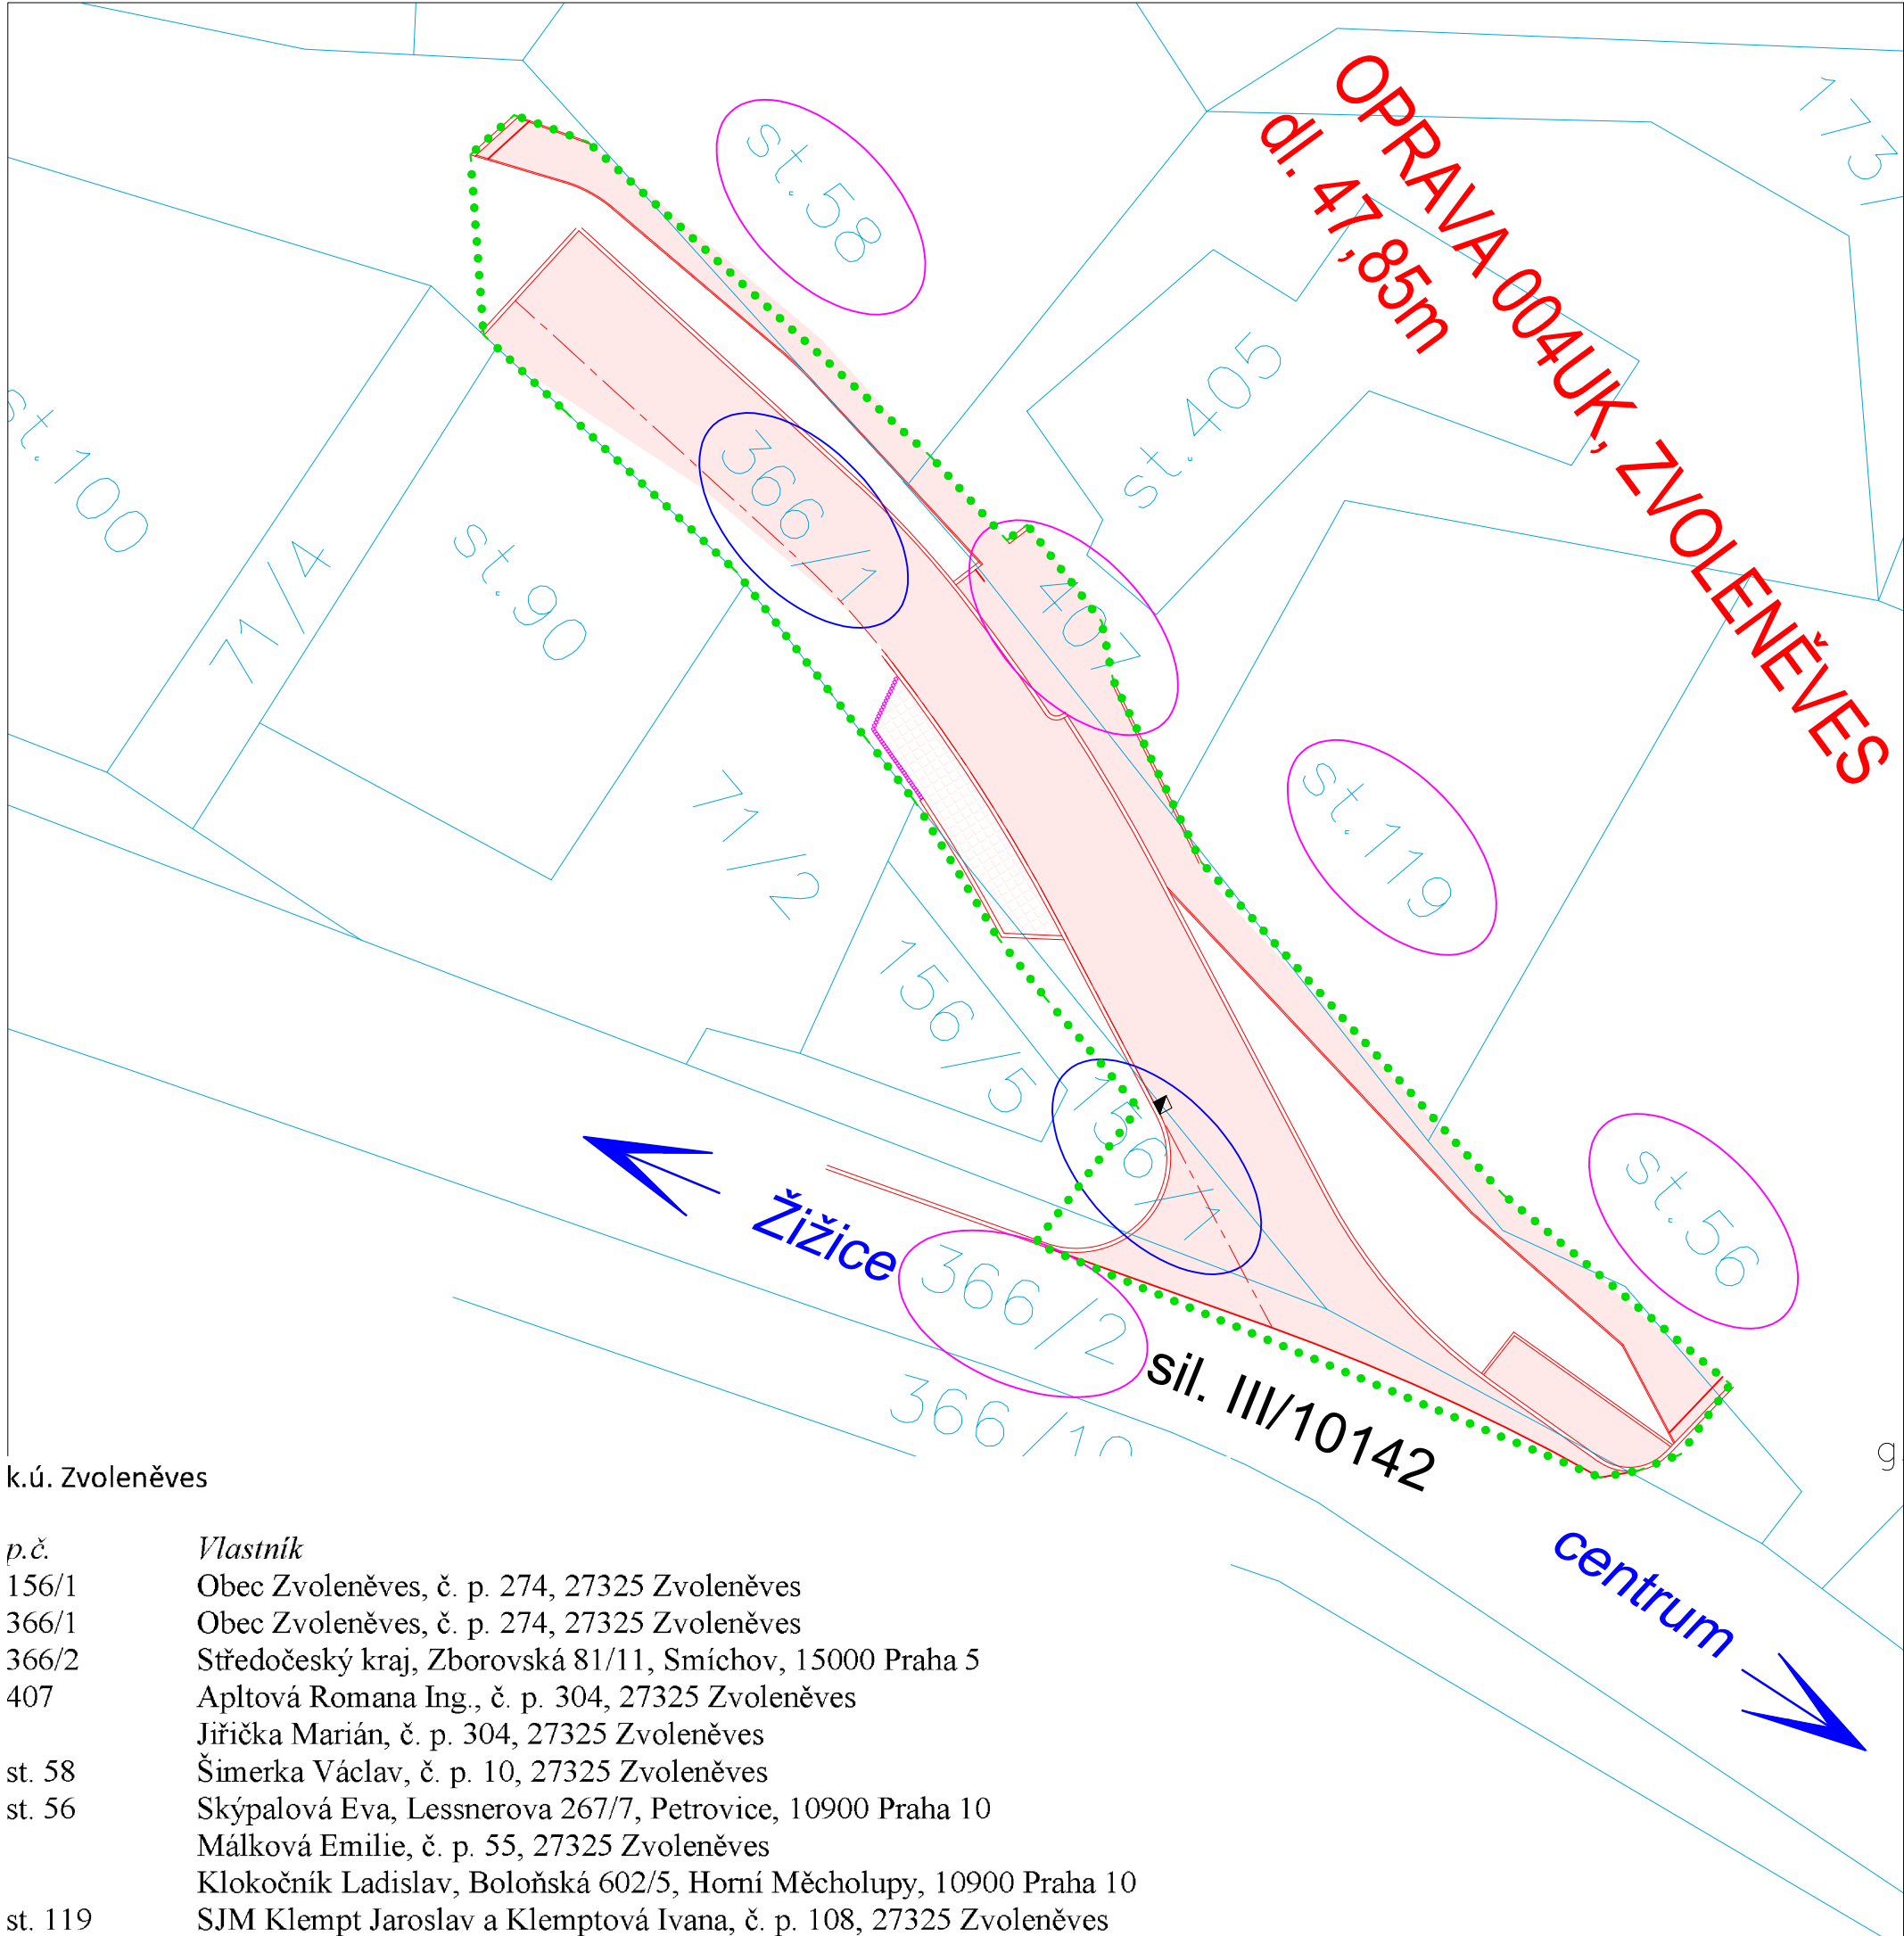 OPRAVA 004UK, ZVOLENĚVES
dl. 47,85m
st.58
173/
st.405
st.100
366/1
71/4
st.90
407
71/2
st.119
156/5
156/1
st.56
Žižice
366/2
366/10
sil. III/10142
g.
centrum
k.ú. Zvoleněves
p.č. Vlastník
156/1 Obec Zvoleněves, č. p. 274, 27325 Zvoleněves
366/1 Obec Zvoleněves, č. p. 274, 27325 Zvoleněves
366/2 Středočeský kraj, Zborovská 81/11, Smíchov, 15000 Praha 5
407 Apltová Romana Ing., č. p. 304, 27325 Zvoleněves
Jiřička Marián, č. p. 304, 27325 Zvoleněves
st. 58 Šimerka Václav, č. p. 10, 27325 Zvoleněves
st. 56 Skýpalová Eva, Lessnerova 267/7, Petrovice, 10900 Praha 10
Málková Emilie, č. p. 55, 27325 Zvoleněves
Klokočník Ladislav, Boloňská 602/5, Horní Měcholupy, 10900 Praha 10
st. 119 SJM Klempt Jaroslav a Klemptová Ivana, č. p. 108, 27325 Zvoleněves